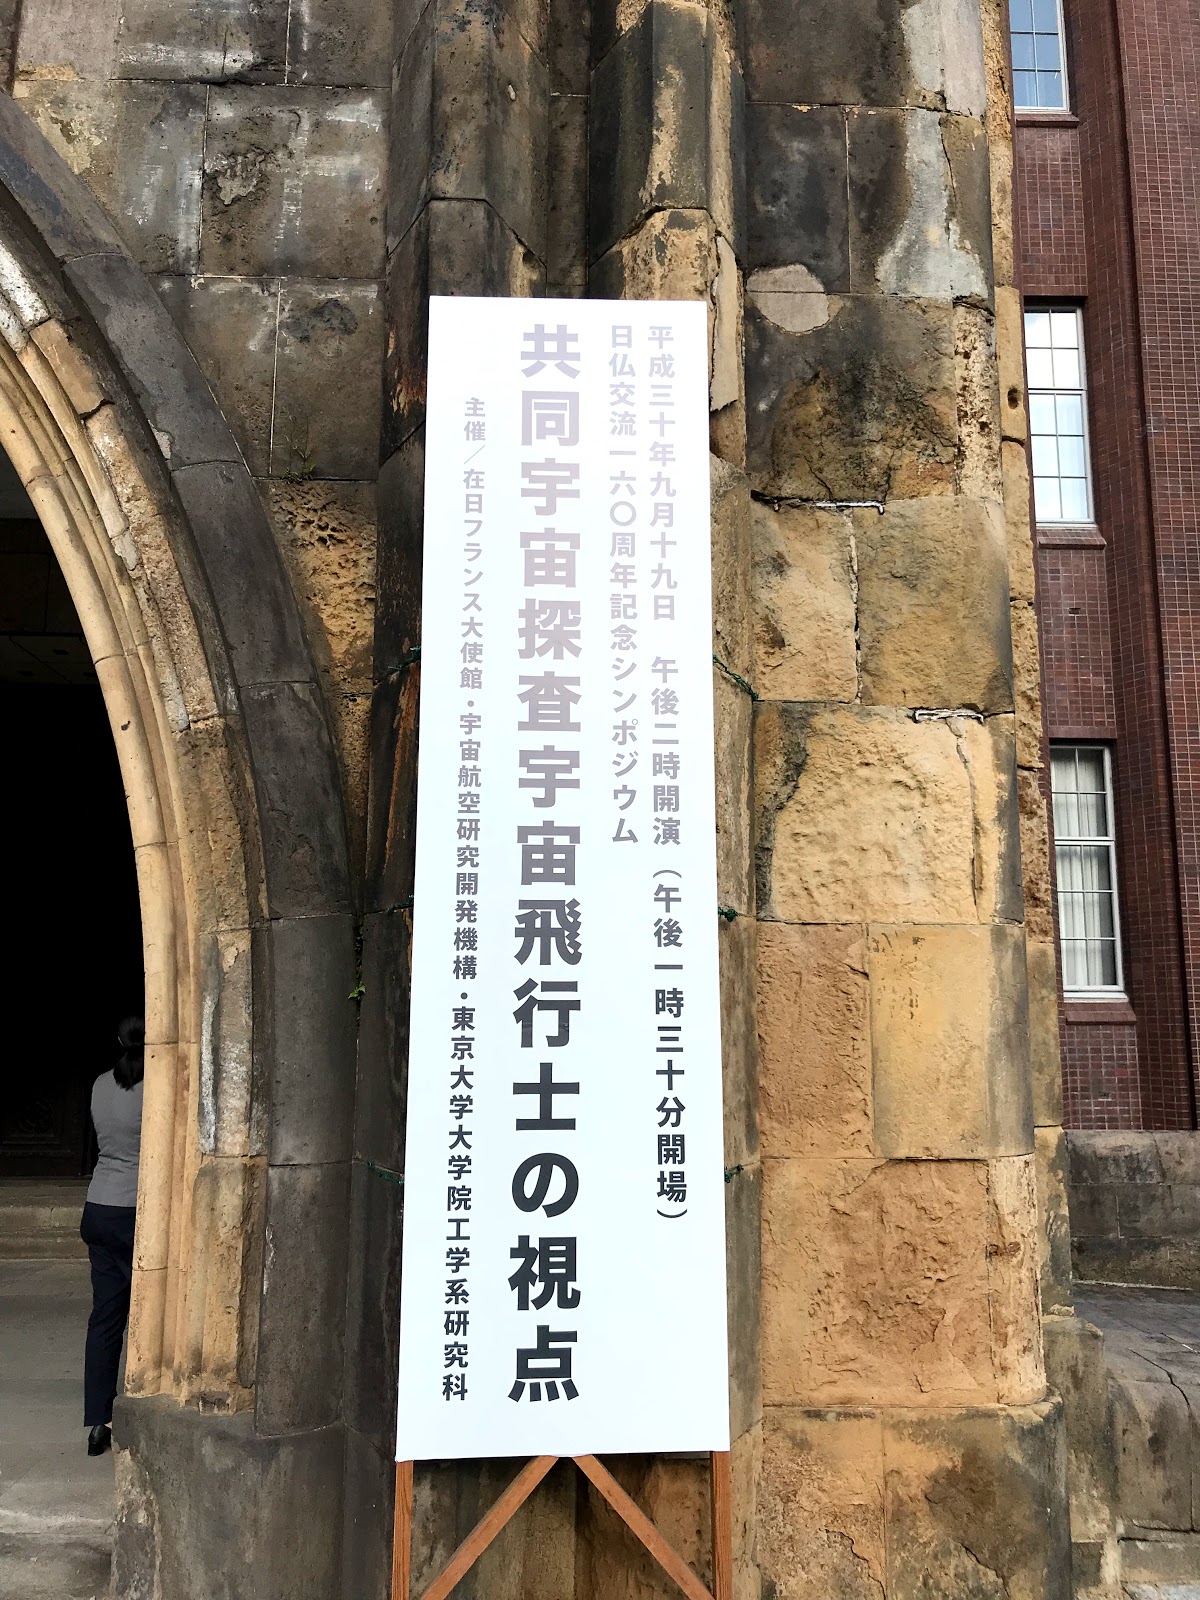 平成三十年九月十九日　午後二時開演（午後一時三十分開場）
日仏交流一六〇周年記念シンポジウム
共同宇宙探査宇宙飛行士の視点
主催／在日フランス大使館・宇宙航空研究開発機構・東京大学大学院工学系研究科